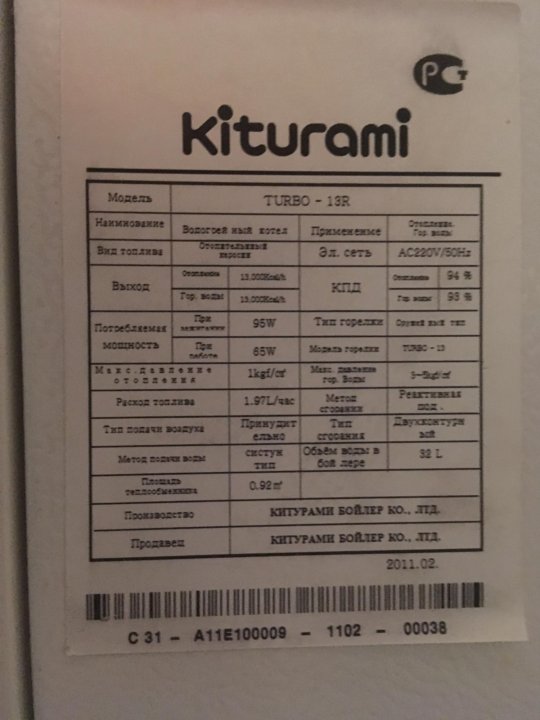 РСТ
Kiturami
Модель TURBO - 13R
Наимнование Водогрей ный котел Применение Отопление. Гор. воды
Вид топлива Отопительный керосин Эл. сеть AC220V/50Hz
Выход Отопление 13,000Kcal/h КПД Отопление 94 %
Гор. воды 13,000Kcal/h Гор. воды 93 %
Потребляемая мощность При зажигании 95W Тип горелки тип
При работе 65W Модель горелки TURBO - 13
Макс.давление отопления 1kgf/㎠ Макс. давление гор. Воды
Расход топлива 1.97L/час Метод сгорания Реактивная под .
Тип подачи воздуха Принудит ельно Тип сгорания Двухконтурн ый
Метод подачи воды систун тип Объём воды в бой лере 32 L
Площадь теплообменника 0.92㎡
Производство КИТУРАМИ БОЙЛЕР КО., ЛТД.
Продавец КИТУРАМИ БОЙЛЕР КО., ЛТД.
2011.02.
C 31 - A11E100009 - 1102 - 00038